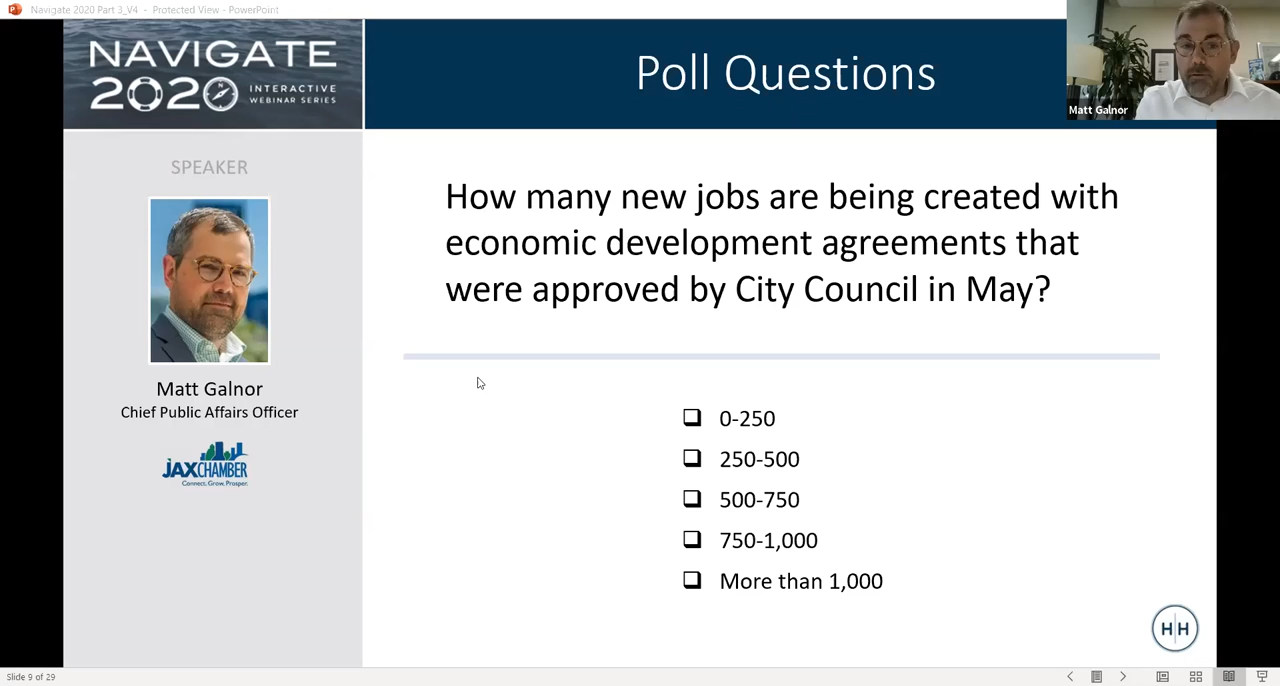 Navigate 2020 Part 3_V4 - Protected View - PowerPoint
NAVIGATE
2020 INTERACTIVE
WEBINAR SERIES
Poll Questions
Matt Galnor
SPEAKER
Matt Galnor
Chief Public Affairs Officer
JAXCHAMBER
Connect. Grow. Prosper.
How many new jobs are being created with
economic development agreements that
were approved by City Council in May?
0-250
250-500
500-750
750-1,000
More than 1,000
HH
Slide 9 of 29